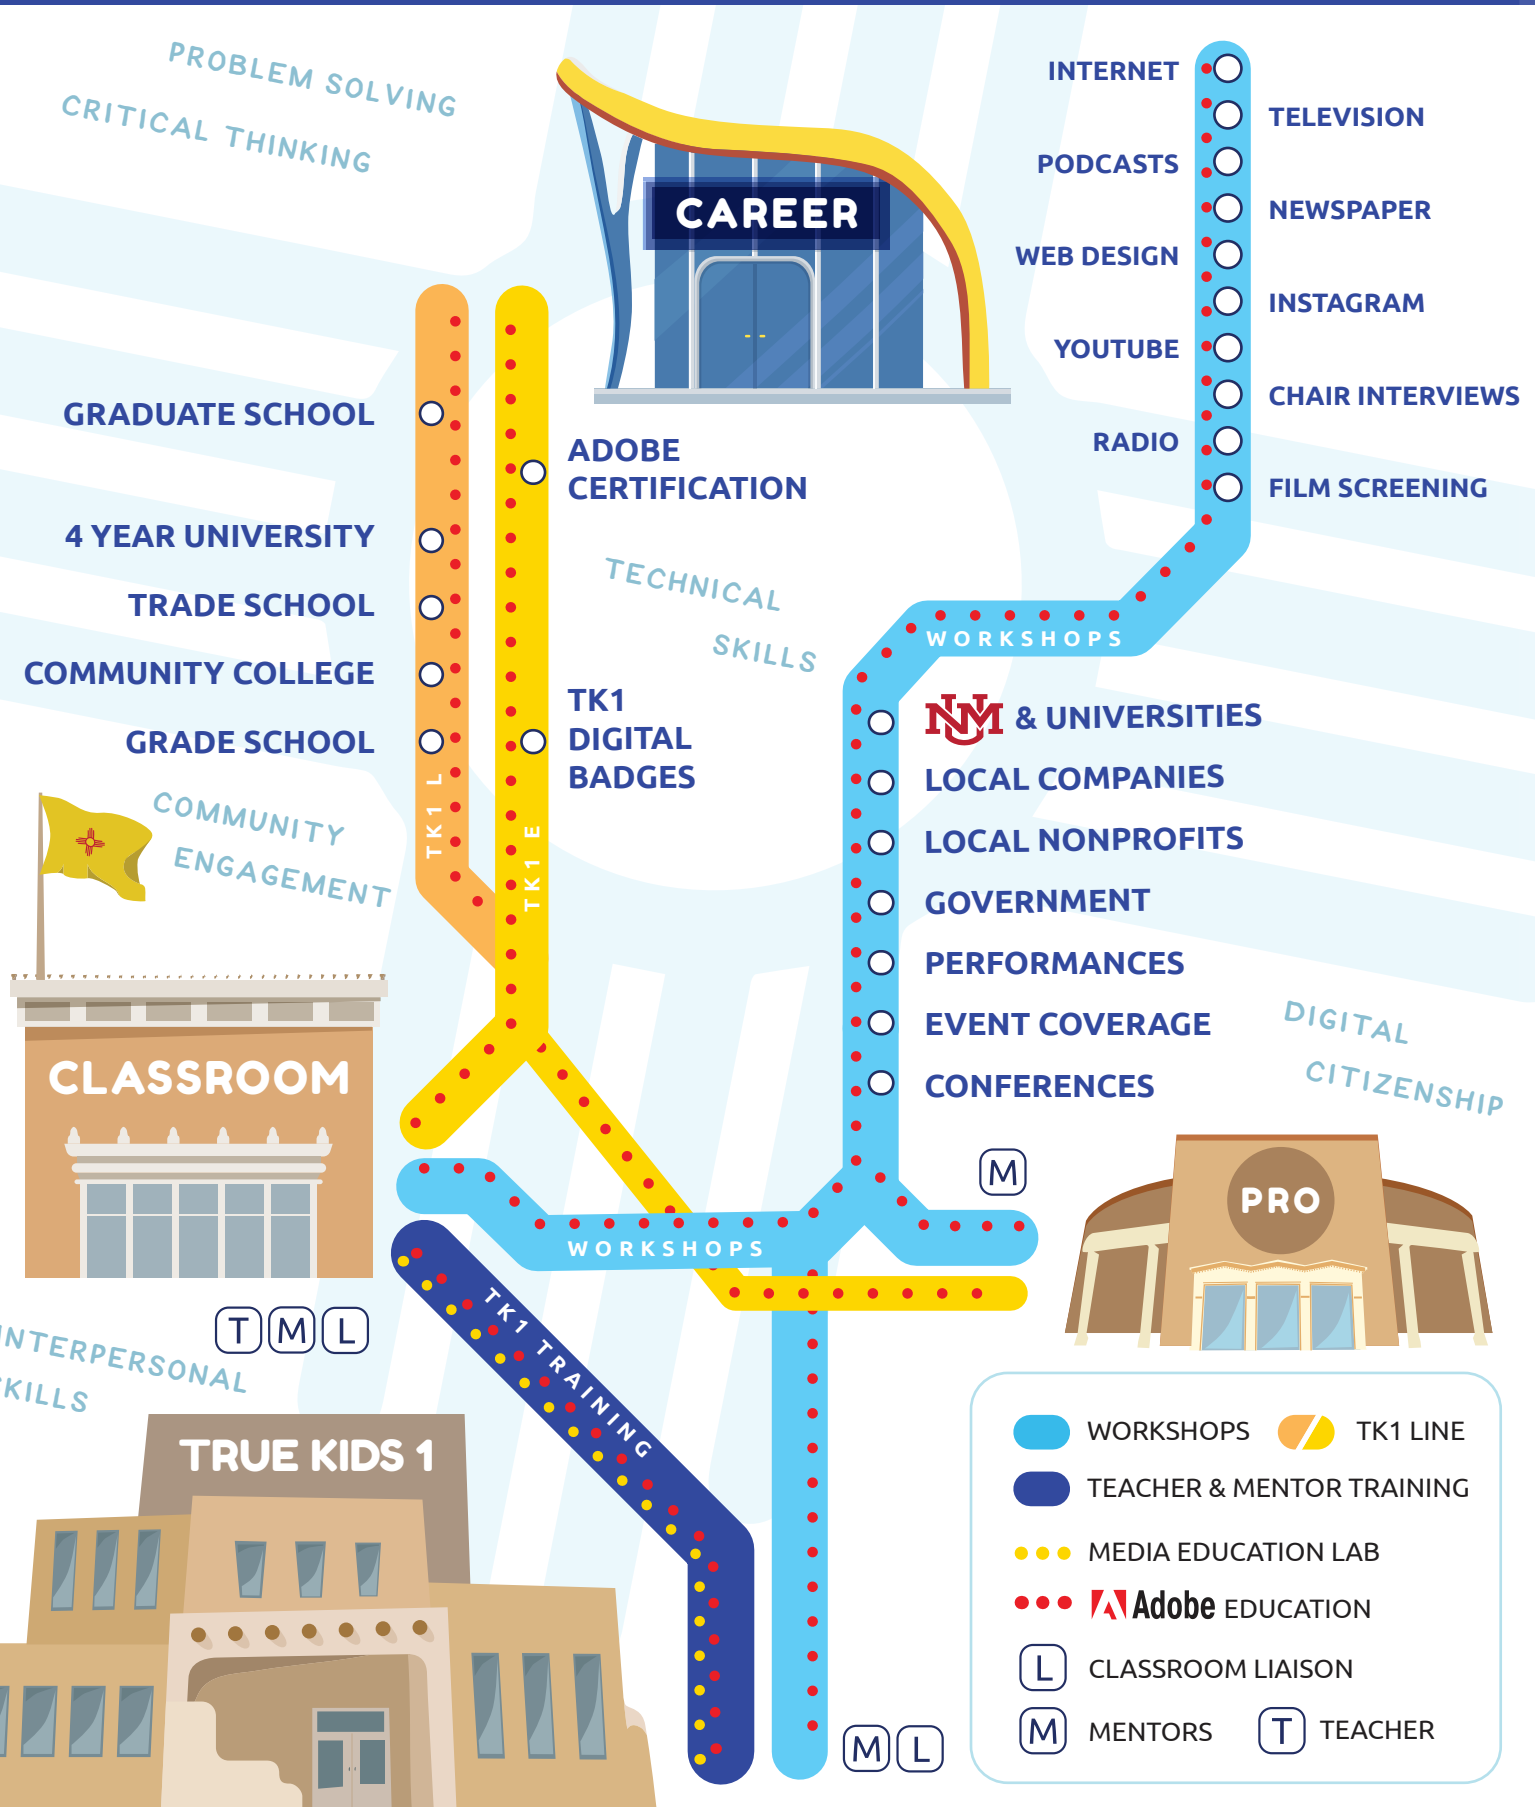 PROBLEM SOLVING
CRITICAL THINKING
CAREER
INTERNET
TELEVISION
PODCASTS
NEWSPAPER
WEB DESIGN
INSTAGRAM
YOUTUBE
CHAIR INTERVIEWS
RADIO
FILM SCREENING
GRADUATE SCHOOL
4 YEAR UNIVERSITY
TRADE SCHOOL
COMMUNITY COLLEGE
GRADE SCHOOL
TK1 L
ADOBE
CERTIFICATION
TK1
DIGITAL
BADGES
TK1 E
TECHNICAL
SKILLS
WORKSHOPS
NM & UNIVERSITIES
LOCAL COMPANIES
LOCAL NONPROFITS
GOVERNMENT
PERFORMANCES
EVENT COVERAGE
CONFERENCES
COMMUNITY
ENGAGEMENT
DIGITAL
CITIZENSHIP
CLASSROOM
M
PRO
WORKSHOPS
TK1 TRAINING
T M L
NTERPERSONAL
KILLS
TRUE KIDS 1
M L
WORKSHOPS
TK1 LINE
TEACHER & MENTOR TRAINING
MEDIA EDUCATION LAB
Adobe EDUCATION
L CLASSROOM LIAISON
M MENTORS
T TEACHER